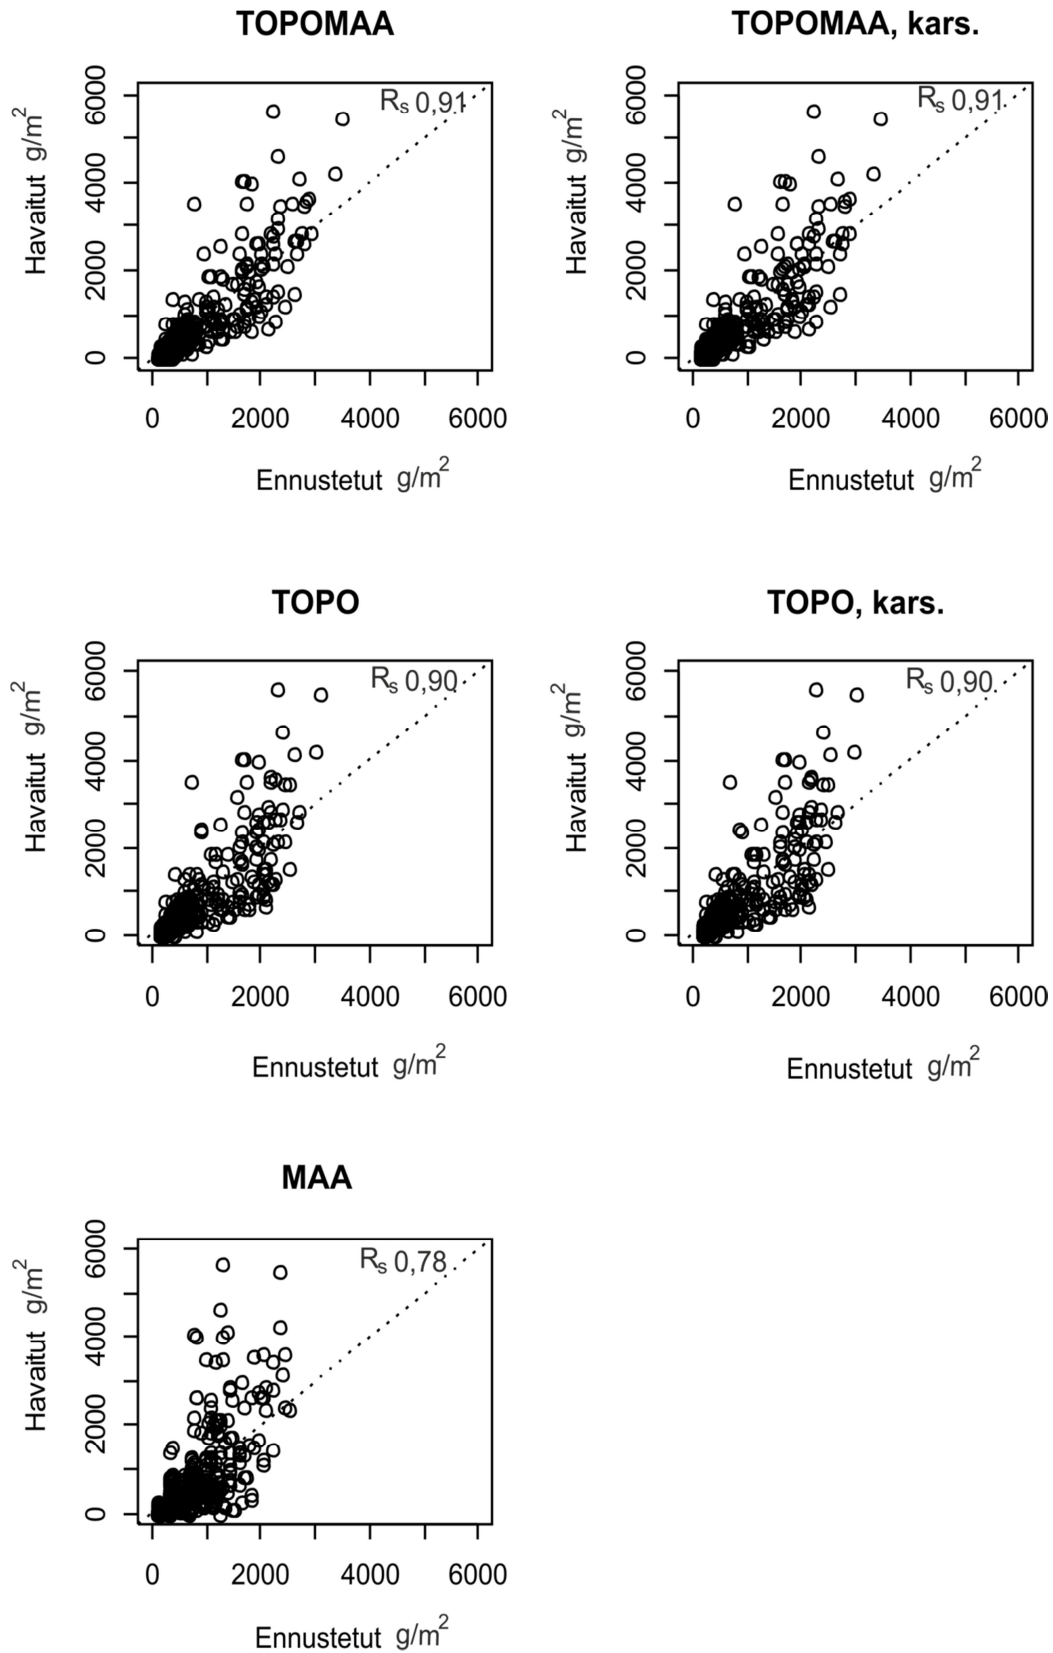 TOPOMAA
TOPOMAA, kars.
Havaitut g/m²
6000
4000
2000
0
Rs 0,91
0 2000 4000 6000
Ennustetut g/m²
Havaitut g/m²
6000
4000
2000
0
Rs 0,91
0 2000 4000 6000
Ennustetut g/m²
TOPO
TOPO, kars.
Havaitut g/m²
6000
4000
2000
0
Rs 0,90
0 2000 4000 6000
Ennustetut g/m²
Havaitut g/m²
6000
4000
2000
0
Rs 0,90
0 2000 4000 6000
Ennustetut g/m²
MAA
Havaitut g/m²
6000
4000
2000
0
Rs 0,78
0 2000 4000 6000
Ennustetut g/m²